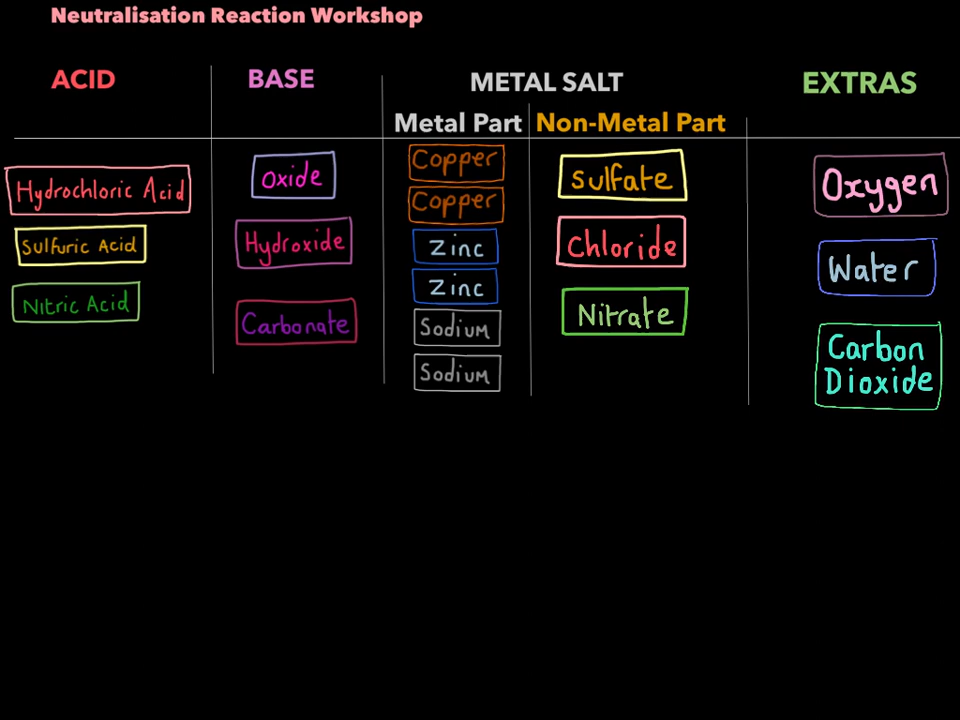 Neutralisation Reaction Workshop
ACID BASE METAL SALT EXTRAS
Metal Part Non-Metal Part
Hydrochloric Acid
Sulfuric Acid
Nitric Acid
Oxide
Hydroxide
Carbonate
Copper
Copper
Zinc
Zinc
Sodium
Sodium
Sulfate
Chloride
Nitrate
Oxygen
Water
Carbon
Dioxide